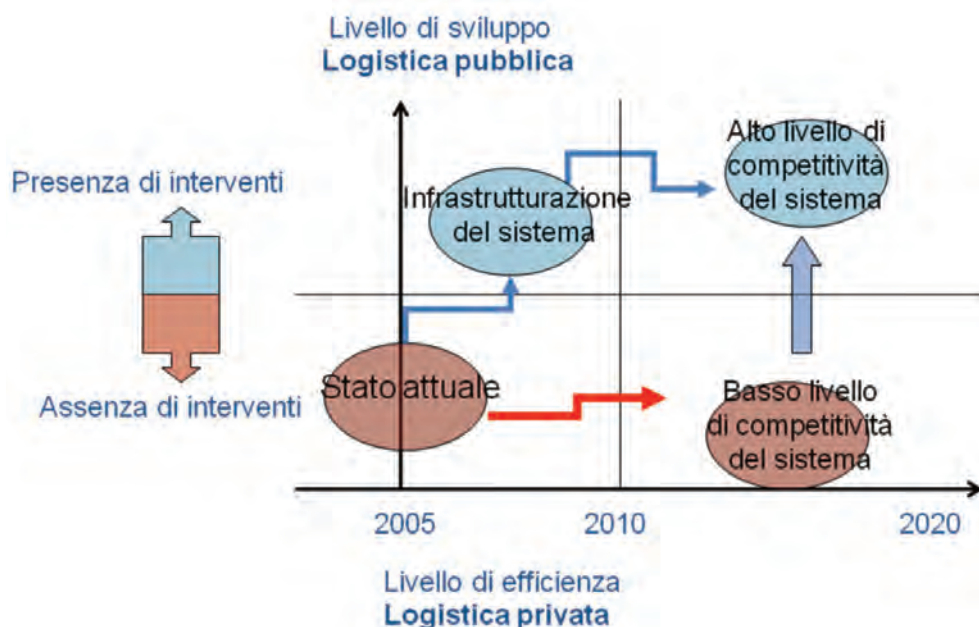 Livello di sviluppo
Logistica pubblica
Presenza di interventi
Assenza di interventi
Infrastrutturazione
del sistema
Alto livello di
competitività
del sistema
Stato attuale
Basso livello
di competitività
del sistema
2005
2010
2020
Livello di efficienza
Logistica privata